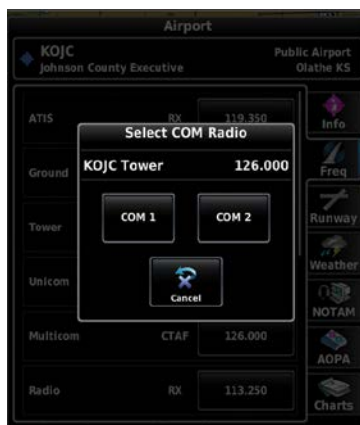 Airport
KOJC Public Airport
Johnson County Executive Olathe KS
ATIS RX 119.350
Info
Select COM Radio
KOJC Tower 126.000
Ground
Freq
COM 1 COM 2
Tower
Runway
Weather
Unicom
Cancel
NOTAM
Multicom CTAF 126.000
AOPA
Radio RX 113.250
Charts